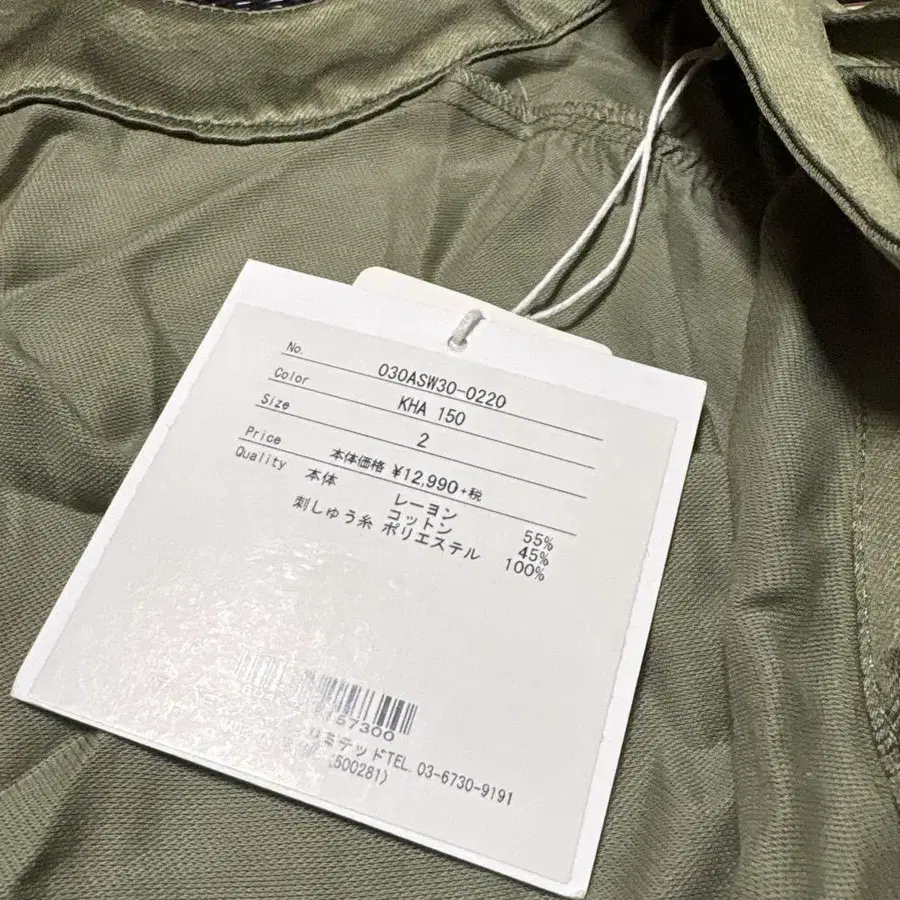 No. 030ASW30-0220
Color KHA 150
Size 2
Price 本体価格 ¥12,990+税
Quality 本体 レーヨン 55%
コットン 45%
刺しゅう糸 ポリエステル 100%
157300
リミテッドTEL. 03-6730-9191
(500281)